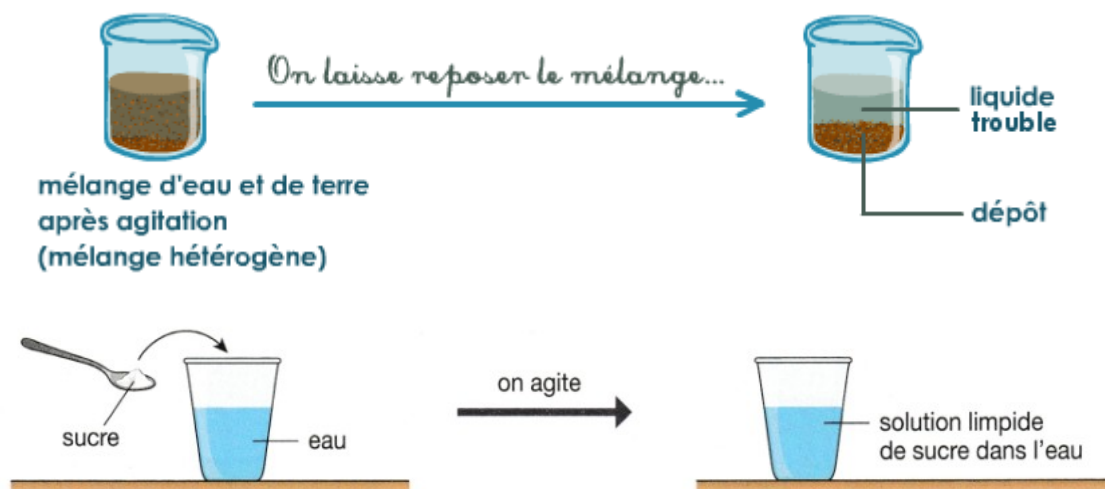 On laisse reposer le mélange...
liquide
trouble
mélange d'eau et de terre
après agitation
(mélange hétérogène)
dépôt
sucre
eau
on agite
solution limpide
de sucre dans l'eau